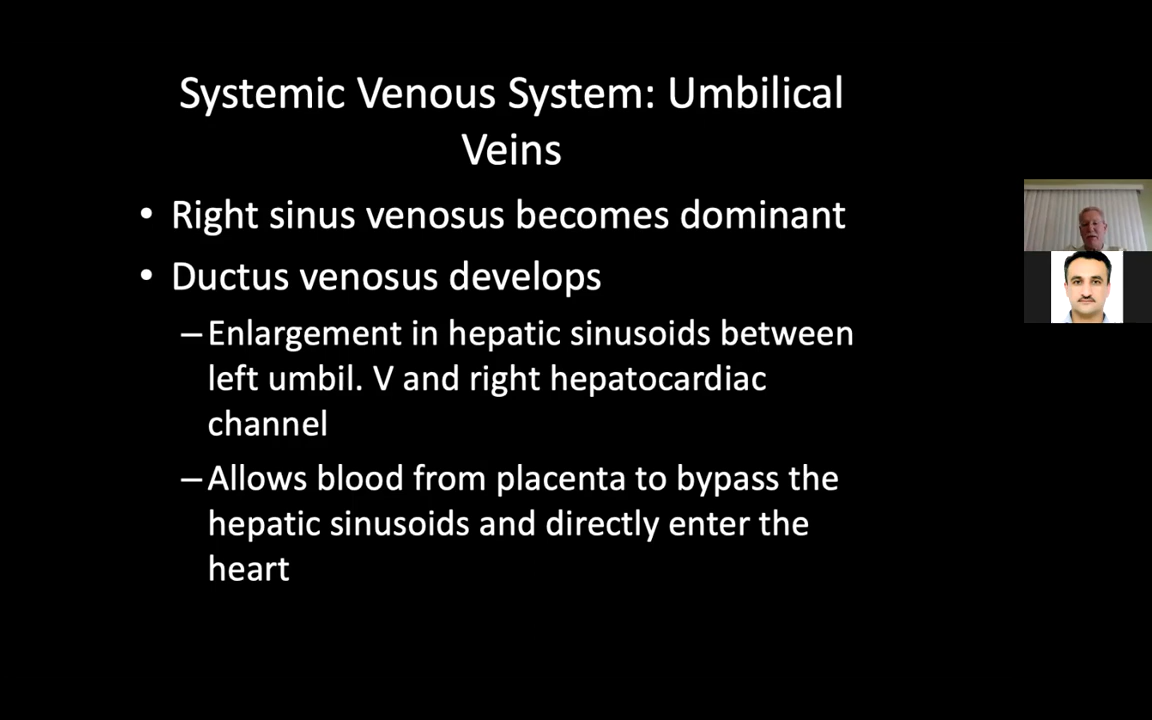 Systemic Venous System: Umbilical
Veins
• Right sinus venosus becomes dominant
• Ductus venosus develops
–Enlargement in hepatic sinusoids between
left umbil. V and right hepatocardiac
channel
–Allows blood from placenta to bypass the
hepatic sinusoids and directly enter the
heart